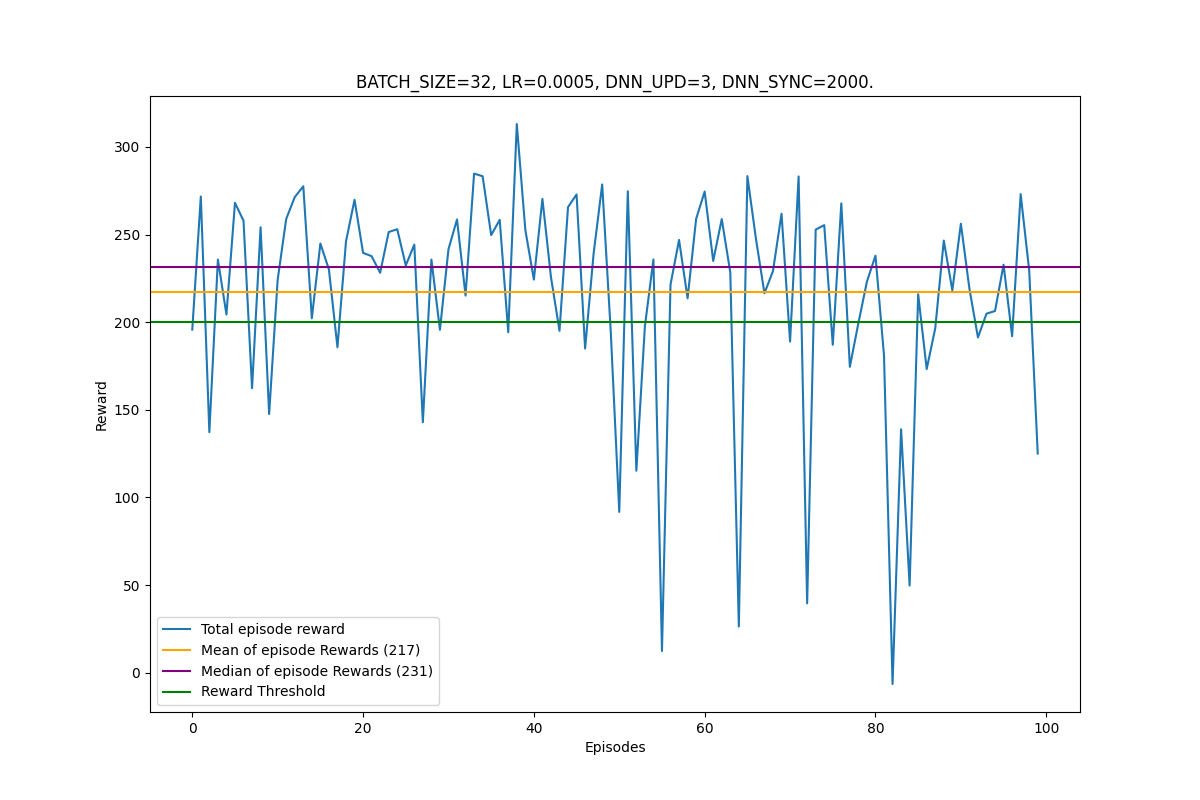 BATCH_SIZE=32, LR=0.0005, DNN_UPD=3, DNN_SYNC=2000.
300
250
200
150
100
50
0
Reward
Total episode reward
Mean of episode Rewards (217)
Median of episode Rewards (231)
Reward Threshold
0 20 40 60 80 100
Episodes